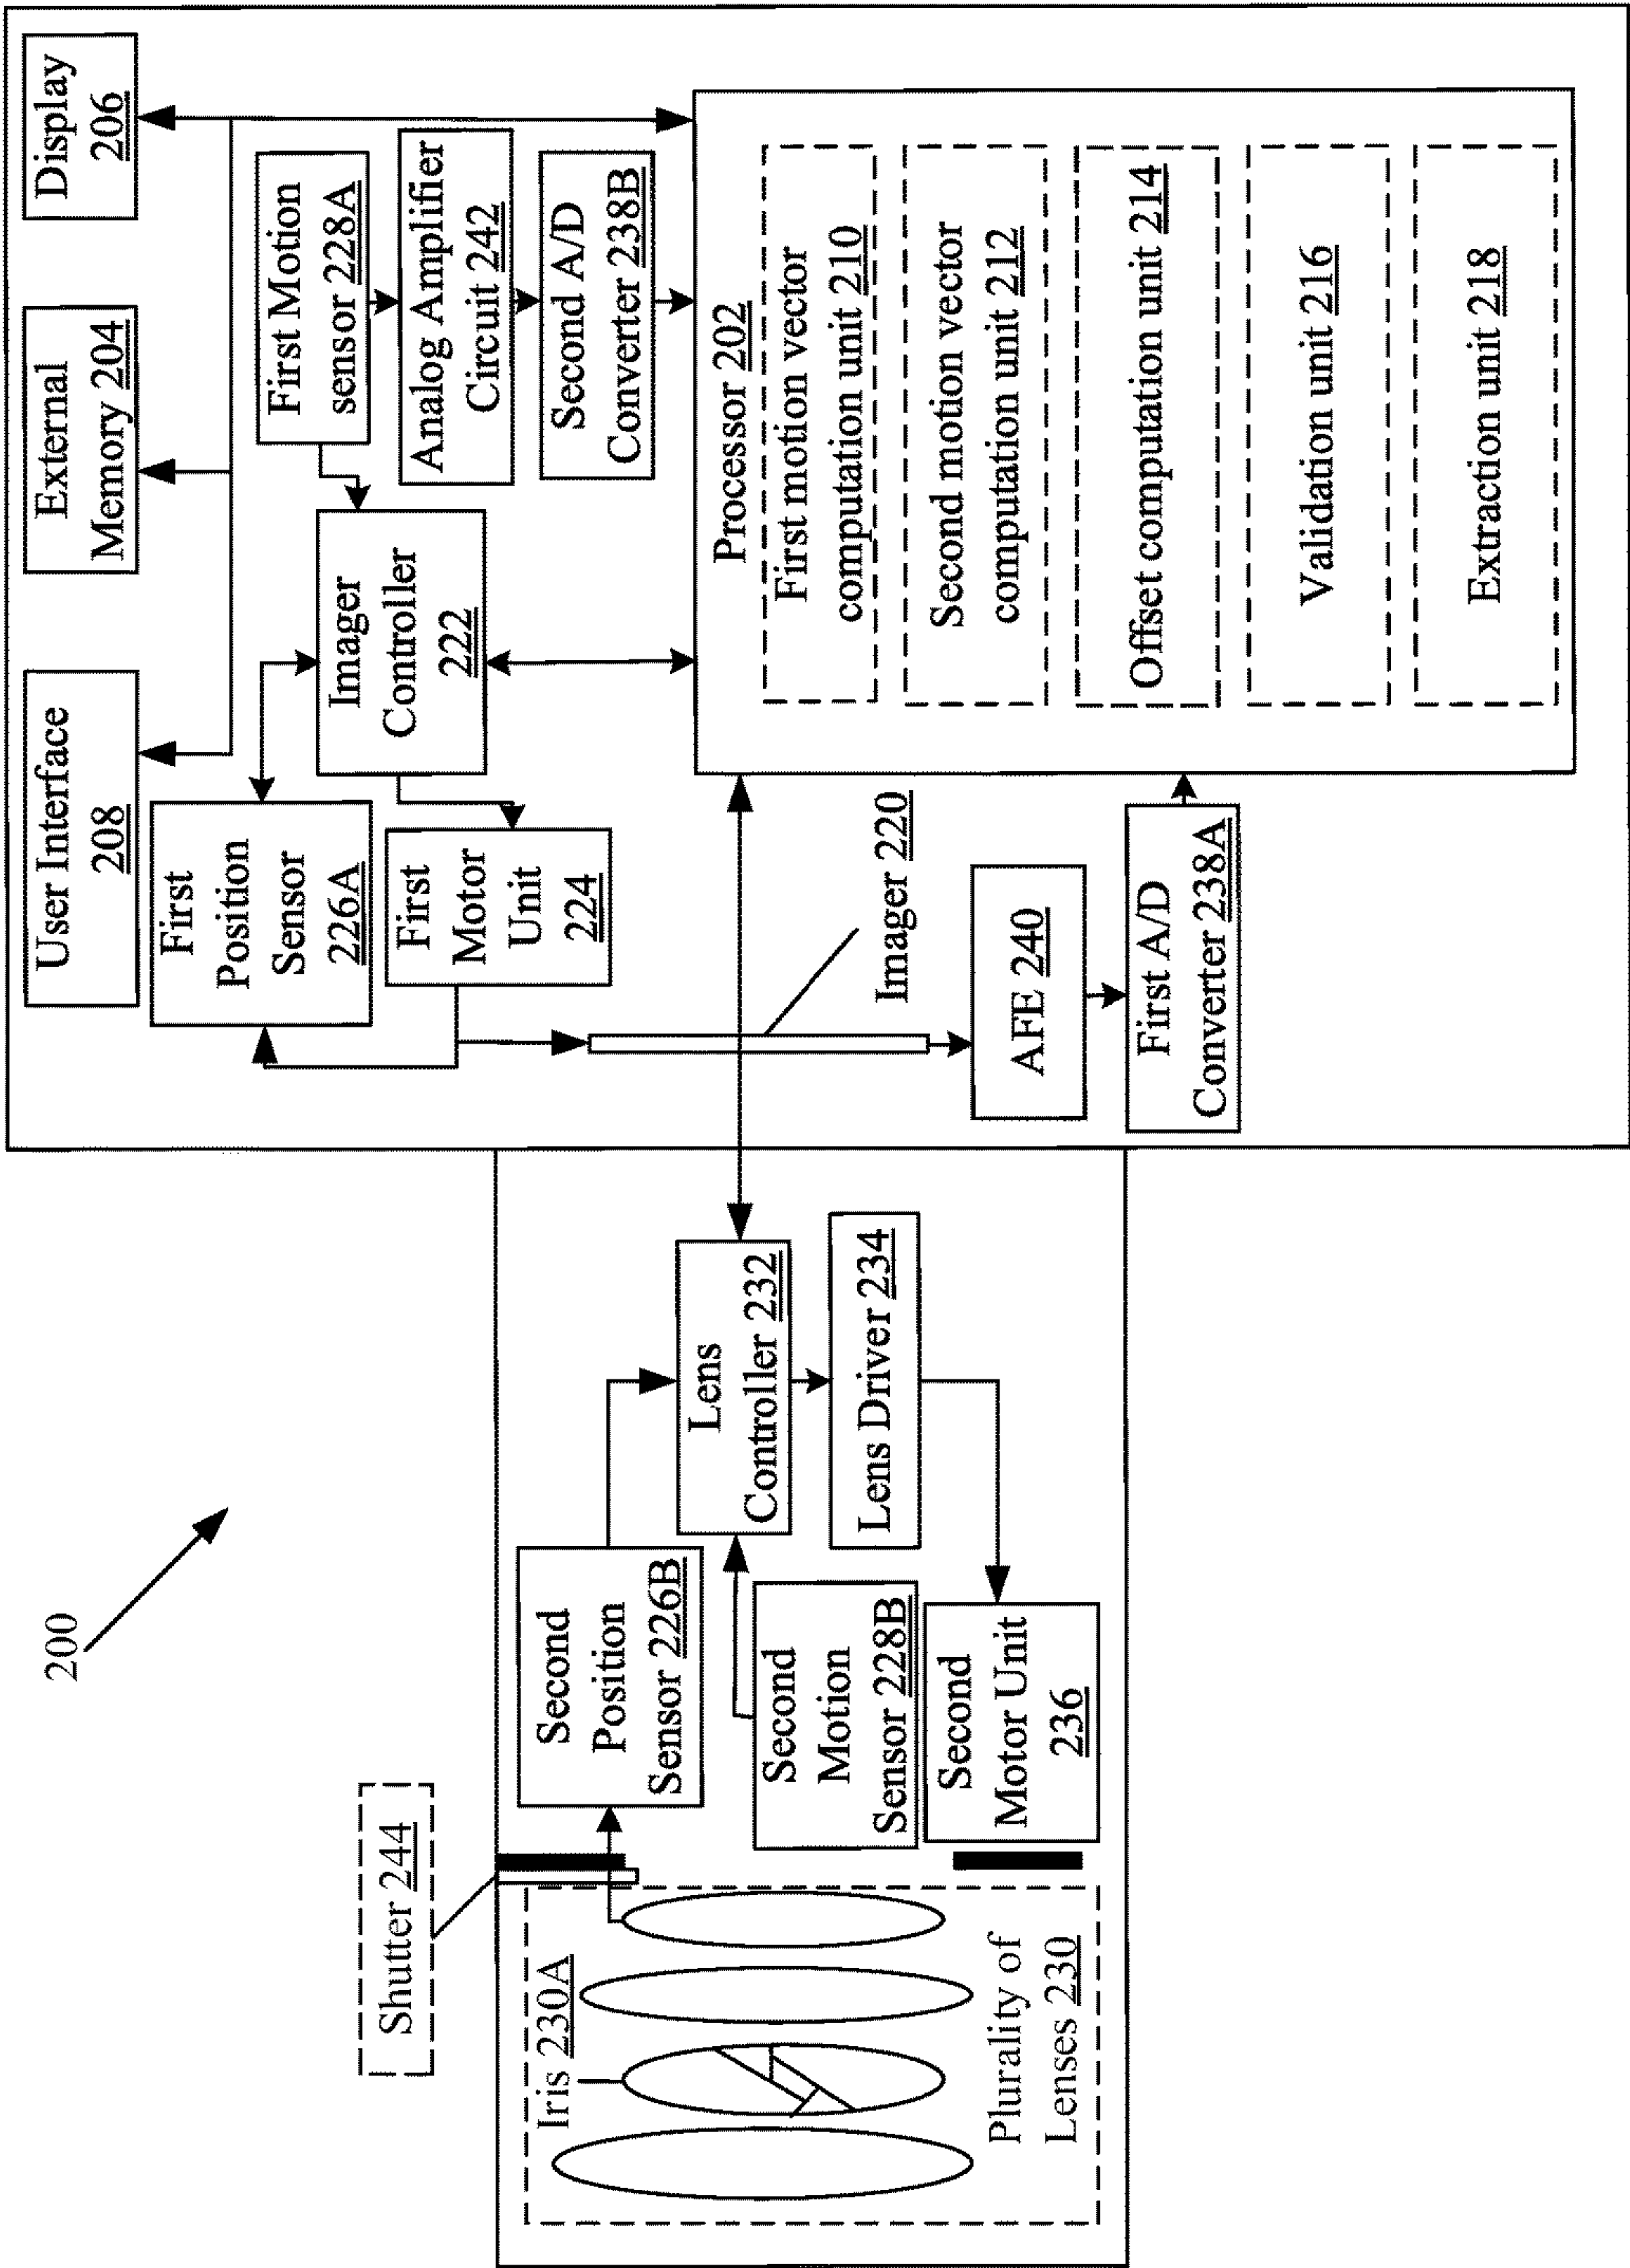 200
Shutter 244
Iris 230A
Plurality of
Lenses 230
Second
Position
Sensor 226B
Second
Motion
Sensor 228B
Second
Motor Unit
236
Lens
Controller 232
Lens Driver 234
User Interface
208
External
Memory 204
Display
206
First
Position
Sensor
226A
First
Motor
Unit
224
Imager
Controller
222
First Motion
sensor 228A
Analog Amplifier
Circuit 242
Second A/D
Converter 238B
Imager 220
AFE 240
First A/D
Converter 238A
Processor 202
First motion vector
computation unit 210
Second motion vector
computation unit 212
Offset computation unit 214
Validation unit 216
Extraction unit 218